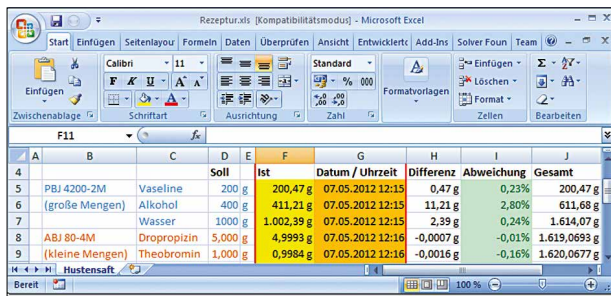 Rezeptur.xls [Kompatibilitätsmodus] - Microsoft Excel
Start Einfügen Seitenlayou Formeln Daten Überprüfen Ansicht Entwicklerto Add-Ins Solver Foun Team
Calibri 11 Standard Einfügen Σ
F K U A A % 000 Löschen
Einfügen Formatvorlagen Format
Zwischenablage Schriftart Ausrichtung Zahl Zellen Bearbeiten
F11 fx
A B C D E F G H I J
4 Soll Ist Datum / Uhrzeit Differenz Abweichung Gesamt
5 PBJ 4200-2M Vaseline 200 g 200,47 g 07.05.2012 12:15 0,47 g 0,23% 200,47 g
6 (große Mengen) Alkohol 400 g 411,21 g 07.05.2012 12:15 11,21 g 2,80% 611,68 g
7 Wasser 1000 g 1.002,39 g 07.05.2012 12:15 2,39 g 0,24% 1.614,07 g
8 ABJ 80-4M Dropropizin 5,000 g 4,9993 g 07.05.2012 12:16 -0,0007 g -0,01% 1.619,0693 g
9 (kleine Mengen) Theobromin 1,000 g 0,9984 g 07.05.2012 12:16 -0,0016 g -0,16% 1.620,0677 g
Hustensaft
Bereit 100 %